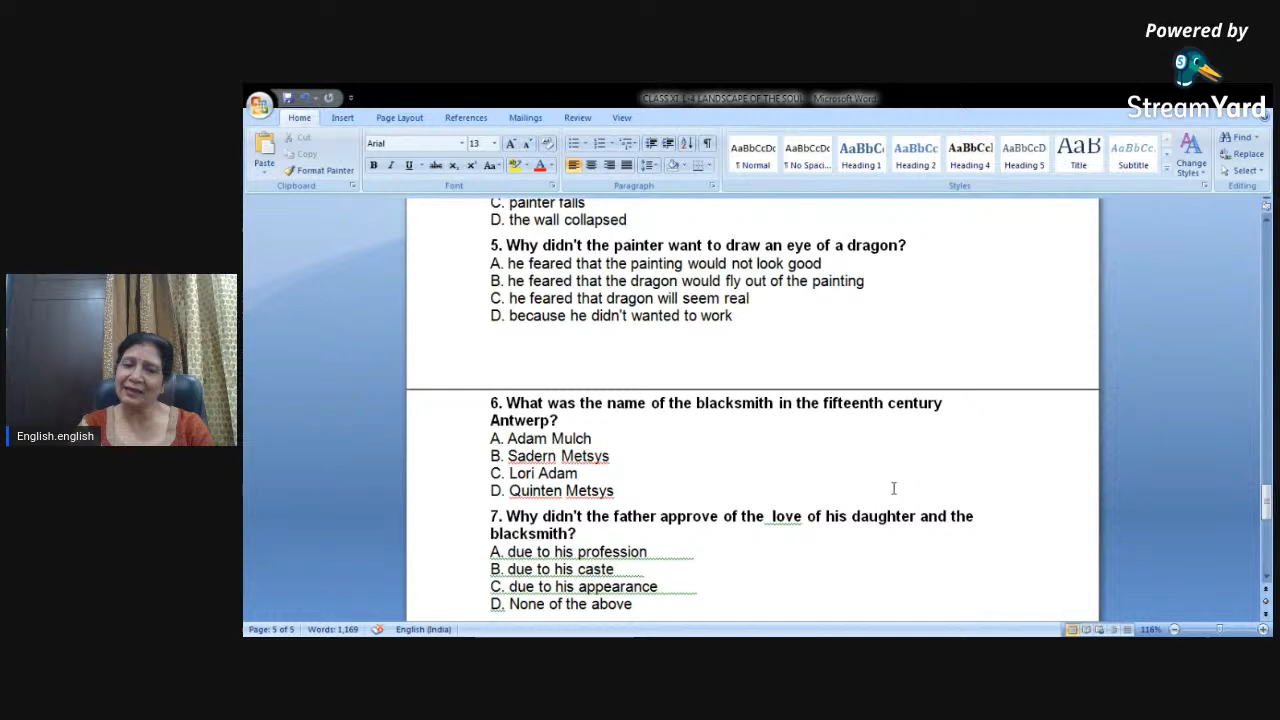 Powered by
StreamYard
CLASS XI L-4 LANDSCAPE OF THE SOUL - Microsoft Word
Home Insert Page Layout References Mailings Review View
Paste
Cut
Copy
Format Painter
Clipboard
Arial 13
Font
Paragraph
AaBbCcDc AaBbCcDc AaBbC AaBbCc AaBbCcl AaBbCcD AaB AaBbCc.
¶ Normal ¶ No Spaci... Heading 1 Heading 2 Heading 4 Heading 5 Title Subtitle
Change Styles
Styles
Find
Replace
Select
Editing
C. painter falls
D. the wall collapsed
5. Why didn't the painter want to draw an eye of a dragon?
A. he feared that the painting would not look good
B. he feared that the dragon would fly out of the painting
C. he feared that dragon will seem real
D. because he didn't wanted to work
6. What was the name of the blacksmith in the fifteenth century
Antwerp?
A. Adam Mulch
B. Sadern Metsys
C. Lori Adam
D. Quinten Metsys
7. Why didn't the father approve of the love of his daughter and the
blacksmith?
A. due to his profession
B. due to his caste
C. due to his appearance
D. None of the above
English.english
Page: 5 of 5 Words: 1,169 English (India) 116%